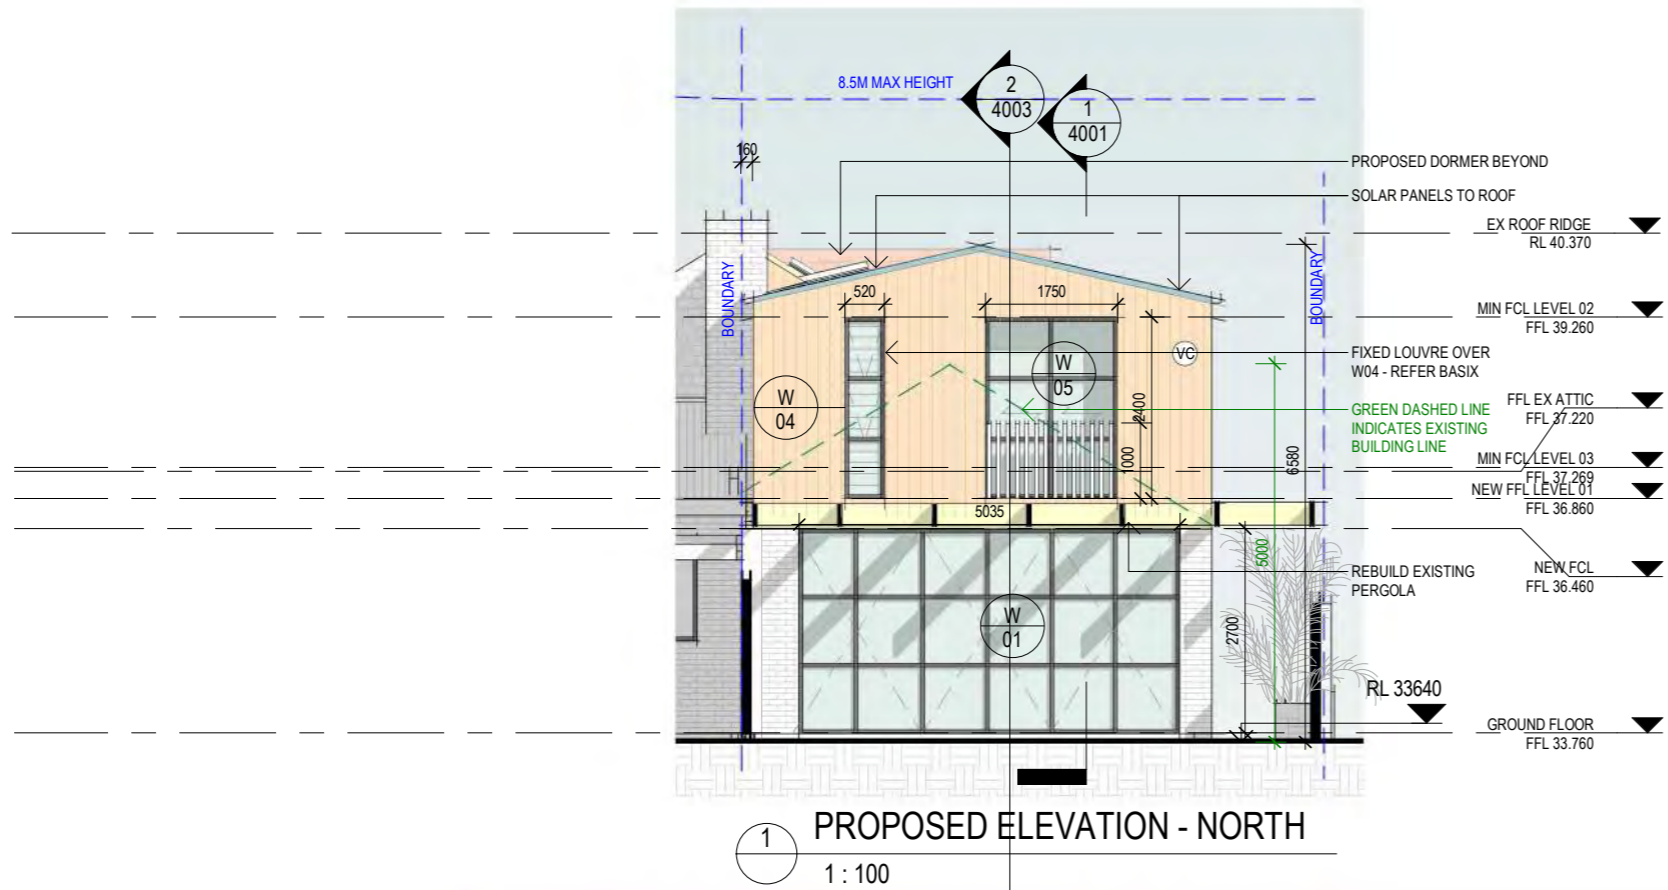 8.5M MAX HEIGHT
2
4003
1
4001
160
PROPOSED DORMER BEYOND
SOLAR PANELS TO ROOF
EX ROOF RIDGE
RL 40.370
BOUNDARY
BOUNDARY
520
1750
MIN FCL LEVEL 02
FFL 39.260
VC
FIXED LOUVRE OVER
W04 - REFER BASIX
W
05
W
04
2400
FFL EX ATTIC
FFL 37.220
GREEN DASHED LINE
INDICATES EXISTING
BUILDING LINE
1000
6580
MIN FCL LEVEL 03
FFL 37.269
NEW FFL LEVEL 01
FFL 36.860
5035
5000
NEW FCL
FFL 36.460
REBUILD EXISTING
PERGOLA
W
01
2700
RL 33640
GROUND FLOOR
FFL 33.760
1
PROPOSED ELEVATION - NORTH
1 : 100